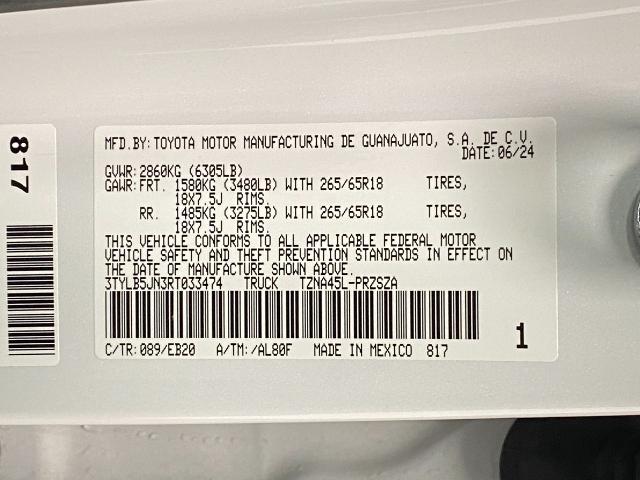 817
MFD.BY:TOYOTA MOTOR MANUFACTURING DE GUANAJUATO, S.A. DE C.V.
DATE:06/24
GVWR:2860KG (6305LB)
GAWR:FRT. 1580KG (3480LB) WITH 265/65R18 TIRES,
18X7.5J RIMS.
RR. 1485KG (3275LB) WITH 265/65R18 TIRES,
18X7.5J RIMS.
THIS VEHICLE CONFORMS TO ALL APPLICABLE FEDERAL MOTOR
VEHICLE SAFETY AND THEFT PREVENTION STANDARDS IN EFFECT ON
THE DATE OF MANUFACTURE SHOWN ABOVE.
3TYLB5JN3RT033474 TRUCK TZNA45L-PRZSZA
1
C/TR:089/EB20 A/TM:/AL80F MADE IN MEXICO 817